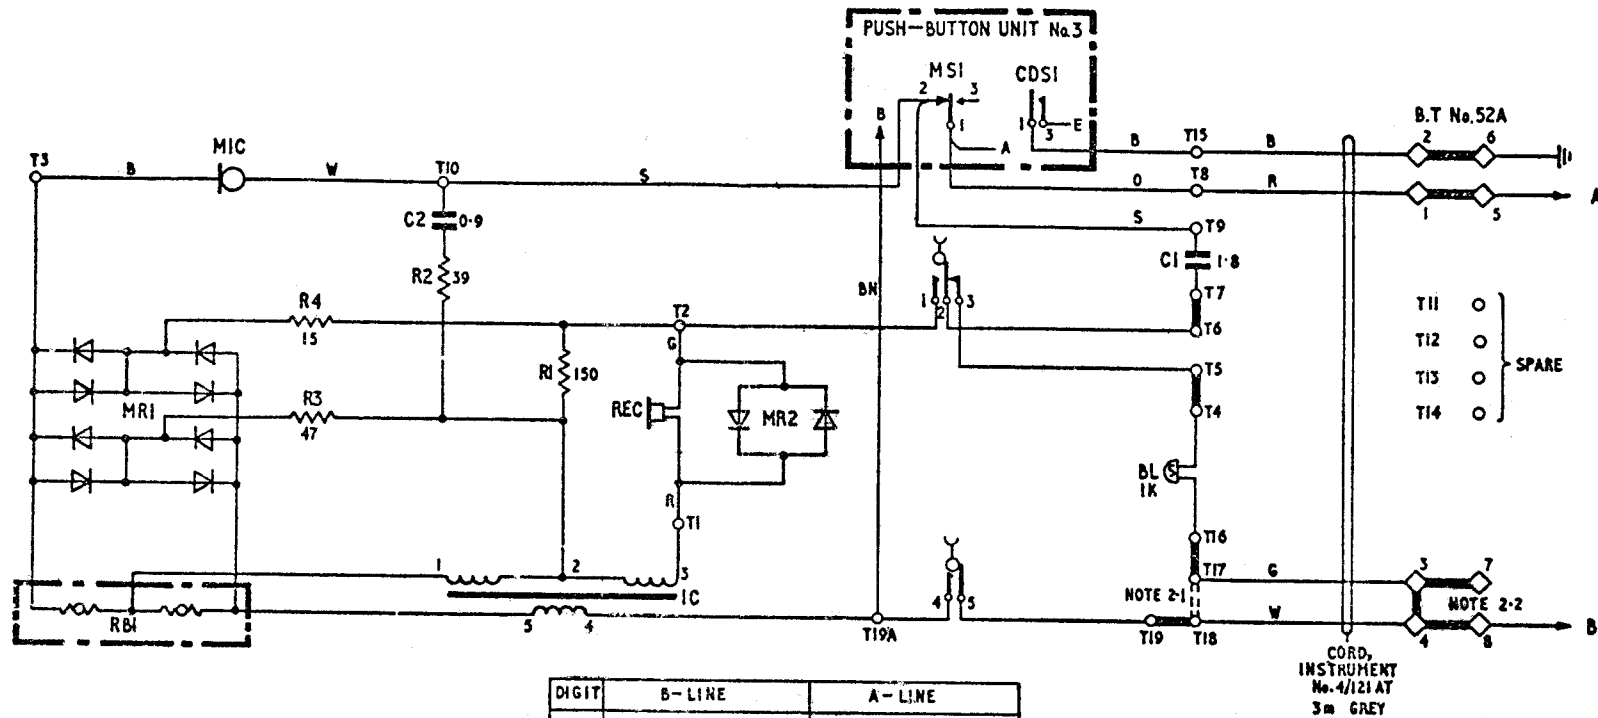 PUSH-BUTTON UNIT No.3
MS1 CDS1
2 3
B 1 1 3 E
A
B.T No.52A
T3 B MIC W T10 S
B T15 B 2 6
O T8 R 1 5 A
C2 0·9
S T9
C1 1·8
R2 39
BN 1 2 3
T7
T6
T11
T12
T13
T14
SPARE
R4
15
T2
G
R1 150
T5
T4
MR1
R3
47
REC
MR2
BL
1K
R
T1
T16
T17 G 3 7
1 2 3
1C
NOTE 2·1
NOTE 2·2
RB1
5 4
T19A
4 5
T19 T18 W 4 8 B
CORD,
INSTRUMENT
No.4/121 AT
3m GREY
DIGIT B-LINE A-LINE